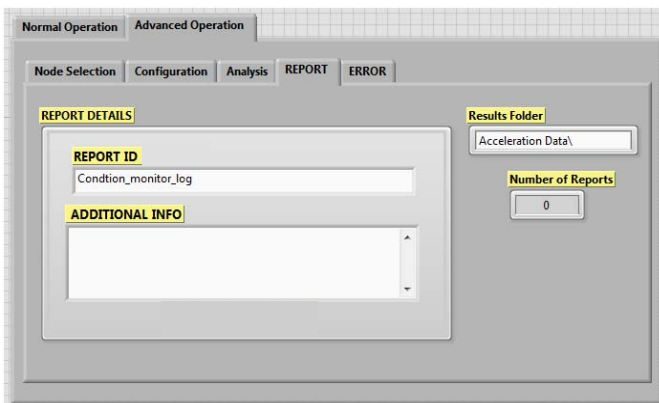 Normal Operation Advanced Operation
Node Selection Configuration Analysis REPORT ERROR
REPORT DETAILS
REPORT ID
Condtion_monitor_log
ADDITIONAL INFO
Results Folder
Acceleration Data\
Number of Reports
0